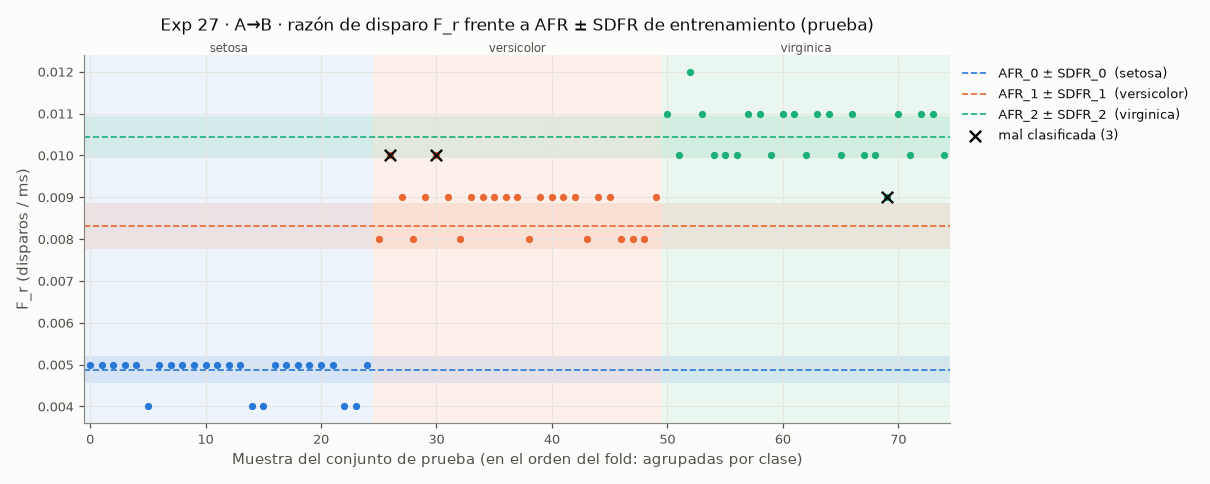 Exp 27 · A→B · razón de disparo F_r frente a AFR ± SDFR de entrenamiento (prueba)
setosa versicolor virginica
0.012
0.011
0.010
0.009
0.008
0.007
0.006
0.005
0.004
F_r (disparos / ms)
0 10 20 30 40 50 60 70
Muestra del conjunto de prueba (en el orden del fold: agrupadas por clase)
AFR_0 ± SDFR_0 (setosa)
AFR_1 ± SDFR_1 (versicolor)
AFR_2 ± SDFR_2 (virginica)
mal clasificada (3)